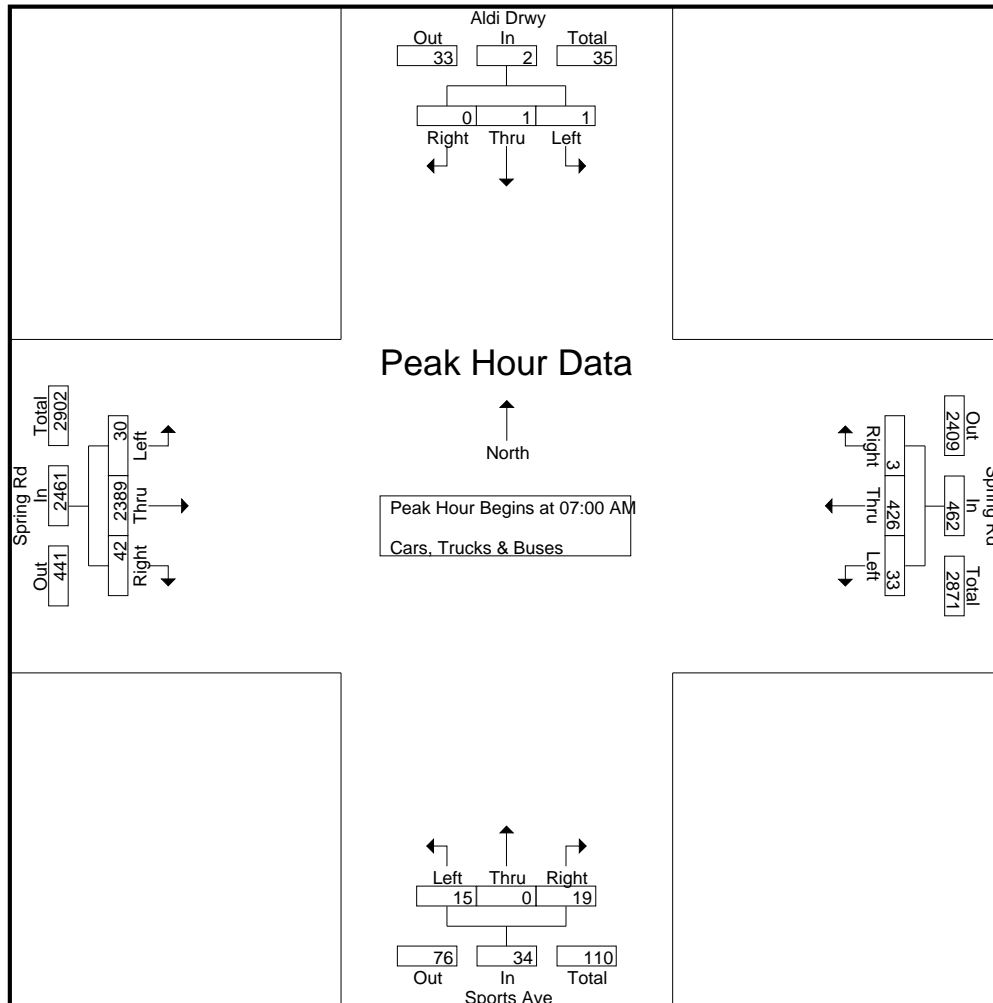 Aldi Drwy
Out In Total
33 2 35
0 1 1
Right Thru Left
Peak Hour Data
North
Peak Hour Begins at 07:00 AM
Cars, Trucks & Buses
Spring Rd
Out In Total
441 2461 2902
42 2389 30
Right Thru Left
Spring Rd
Out In Total
2409 462 2871
3 426 33
Right Thru Left
Left Thru Right
15 0 19
76 34 110
Out In Total
Sports Ave